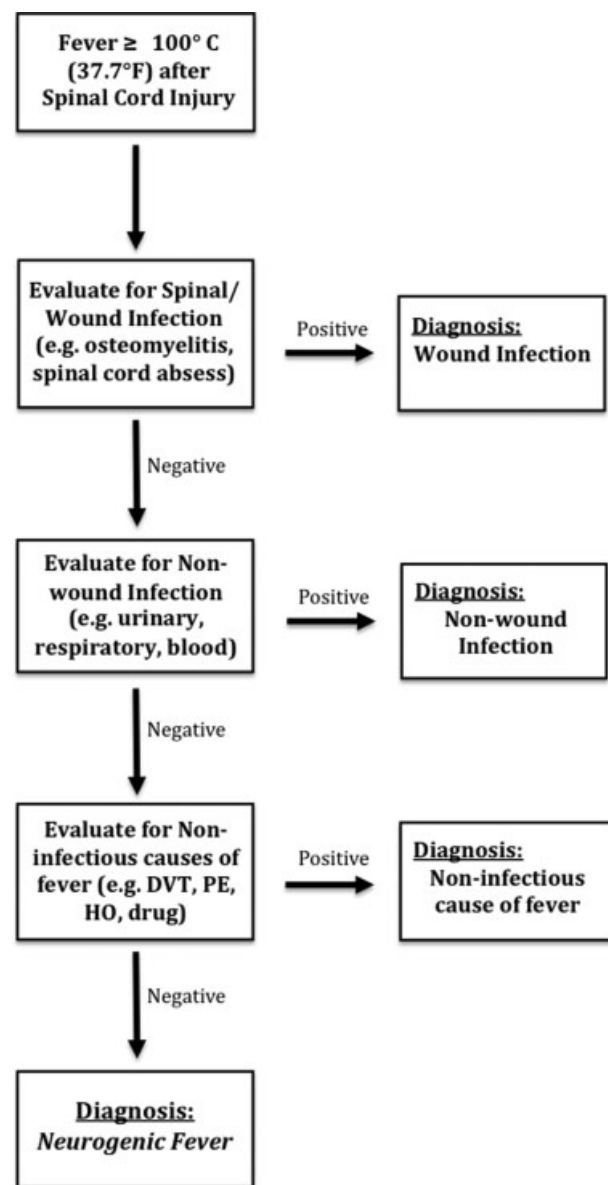 Fever ≥ 100° C
(37.7°F) after
Spinal Cord Injury
Evaluate for Spinal/
Wound Infection
(e.g. osteomyelitis,
spinal cord absess)
Positive
Diagnosis:
Wound Infection
Negative
Evaluate for Non-
wound Infection
(e.g. urinary,
respiratory, blood)
Positive
Diagnosis:
Non-wound
Infection
Negative
Evaluate for Non-
infectious causes of
fever (e.g. DVT, PE,
HO, drug)
Positive
Diagnosis:
Non-infectious
cause of fever
Negative
Diagnosis:
Neurogenic Fever